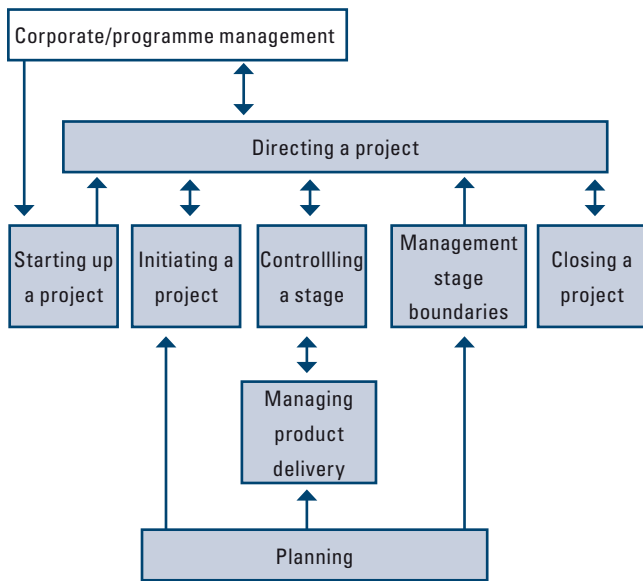 Corporate/programme management
Directing a project
Starting up
a project
Initiating a
project
Controllling
a stage
Management
stage
boundaries
Closing a
project
Managing
product
delivery
Planning